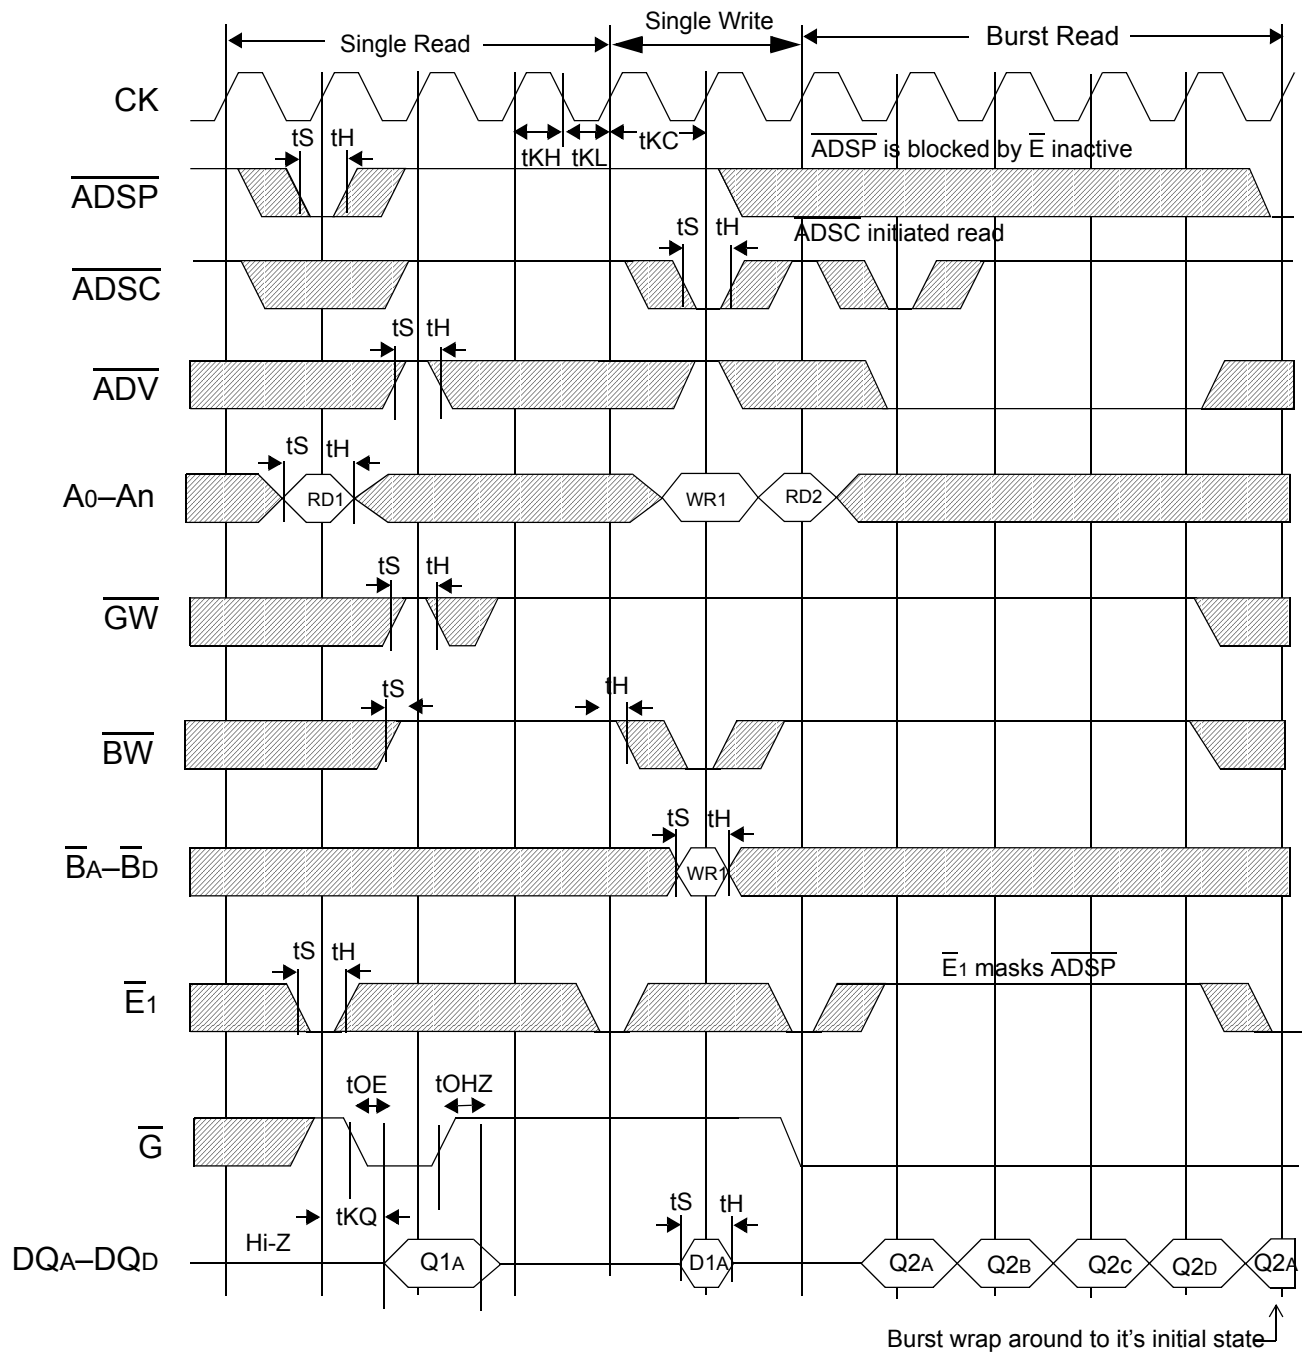 Single Read
Single Write
Burst Read
CK
tS tH
tKH tKL tKC
ADSP is blocked by E inactive
ADSP
tS tH
ADSC initiated read
ADSC
tS tH
ADV
tS tH
A0–An
RD1 WR1 RD2
tS tH
GW
tS tH
BW
tS tH
BA–BD
WR1
tS tH
E1 masks ADSP
E1
tOE tOHZ
G
tKQ tS tH
Hi-Z
DQA–DQD
Q1A D1A Q2A Q2B Q2C Q2D Q2A
Burst wrap around to it's initial state